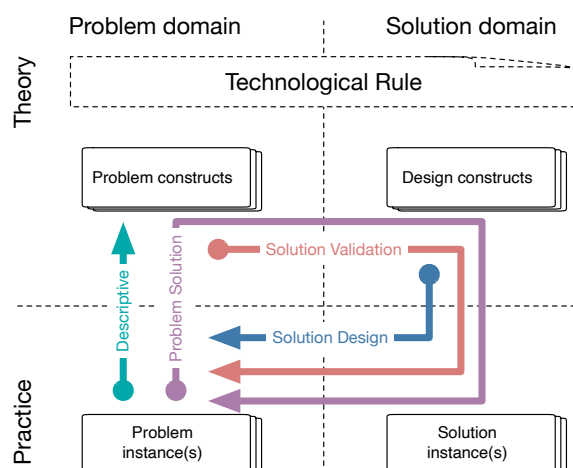 Problem domain
Solution domain
Theory
Technological Rule
Problem constructs
Design constructs
Solution Validation
Descriptive
Problem Solution
Solution Design
Practice
Problem
instance(s)
Solution
instance(s)